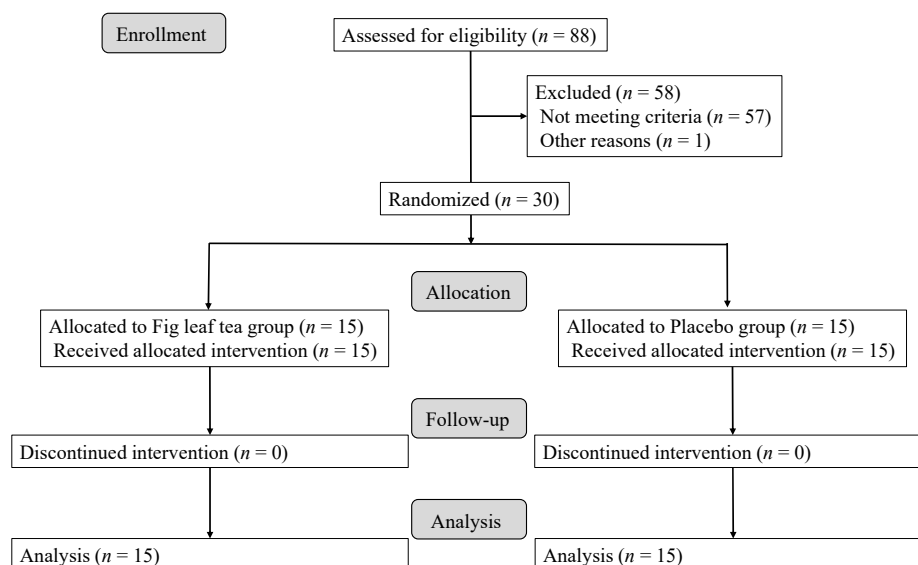 Enrollment
Assessed for eligibility (n = 88)
Excluded (n = 58)
Not meeting criteria (n = 57)
Other reasons (n = 1)
Randomized (n = 30)
Allocation
Allocated to Fig leaf tea group (n = 15)
Received allocated intervention (n = 15)
Allocated to Placebo group (n = 15)
Received allocated intervention (n = 15)
Follow-up
Discontinued intervention (n = 0)
Discontinued intervention (n = 0)
Analysis
Analysis (n = 15)
Analysis (n = 15)